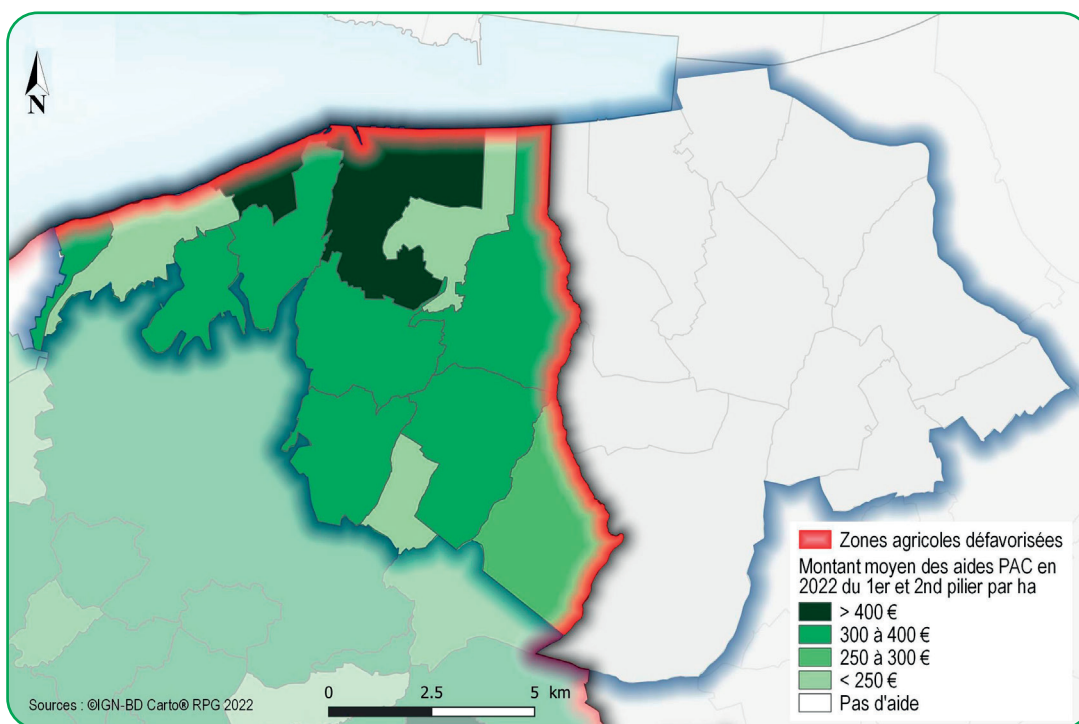 N
Zones agricoles défavorisées
Montant moyen des aides PAC en
2022 du 1er et 2nd pilier par ha
> 400 €
300 à 400 €
250 à 300 €
< 250 €
Pas d'aide
0 2.5 5 km
Sources : ©IGN-BD Carto® RPG 2022